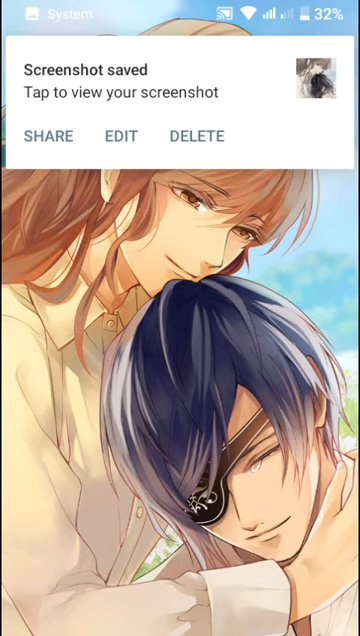 System
32%
Screenshot saved
Tap to view your screenshot
SHARE EDIT DELETE